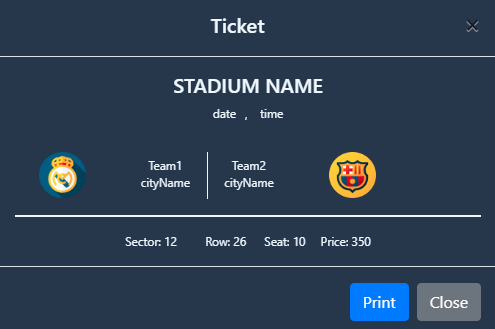 Ticket ×
STADIUM NAME
date , time
Team1 Team2
cityName cityName
Sector: 12 Row: 26 Seat: 10 Price: 350
Print Close